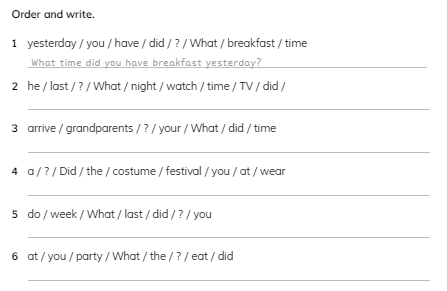 Order and write.
1 yesterday / you / have / did / ? / What / breakfast / time
What time did you have breakfast yesterday?
2 he / last / ? / What / night / watch / time / TV / did /
3 arrive / grandparents / ? / your / What / did / time
4 a / ? / Did / the / costume / festival / you / at / wear
5 do / week / What / last / did / ? / you
6 at / you / party / What / the / ? / eat / did